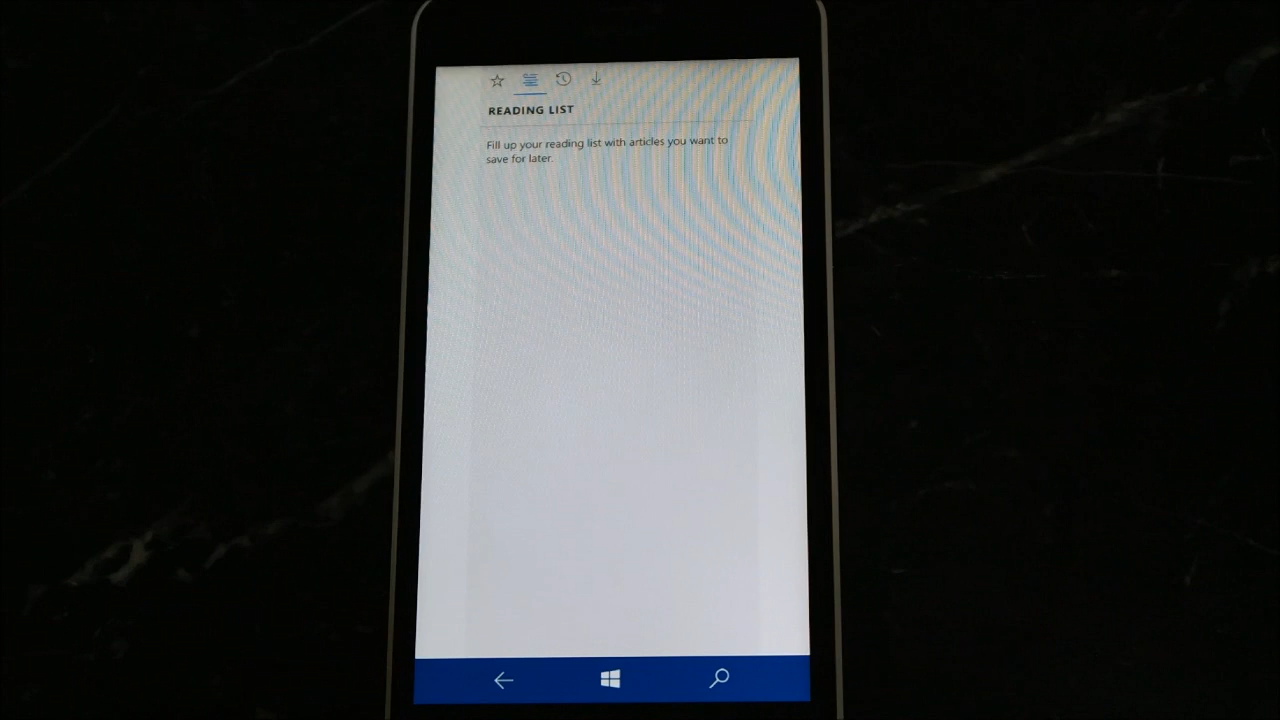 READING LIST
Fill up your reading list with articles you want to
save for later.